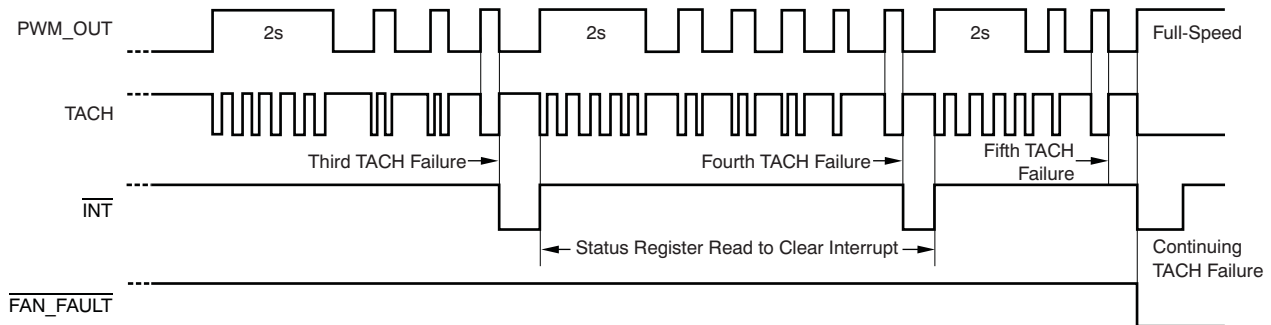 PWM_OUT
2s
2s
2s
Full-Speed
TACH
Third TACH Failure
Fourth TACH Failure
Fifth TACH
Failure
INT
Status Register Read to Clear Interrupt
Continuing
TACH Failure
FAN_FAULT